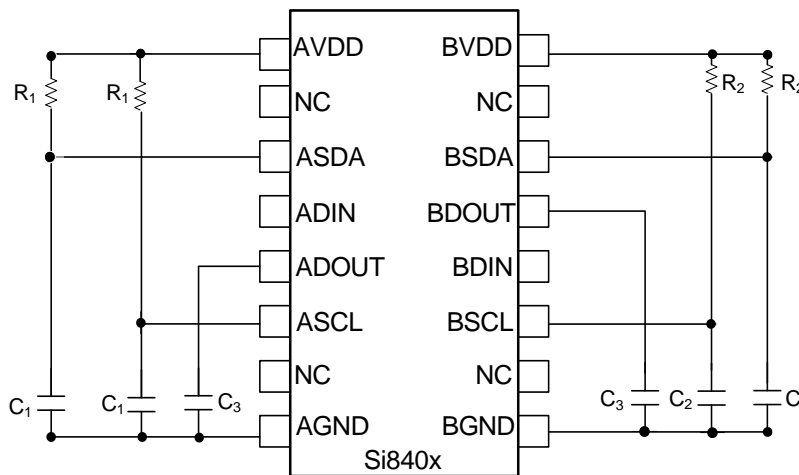 AVDD BVDD
R1 R1 R2 R2
NC NC
ASDA BSDA
ADIN BDOUT
ADOUT BDIN
ASCL BSCL
NC NC
C1 C1 C3 C3 C2 C
AGND BGND
Si840x